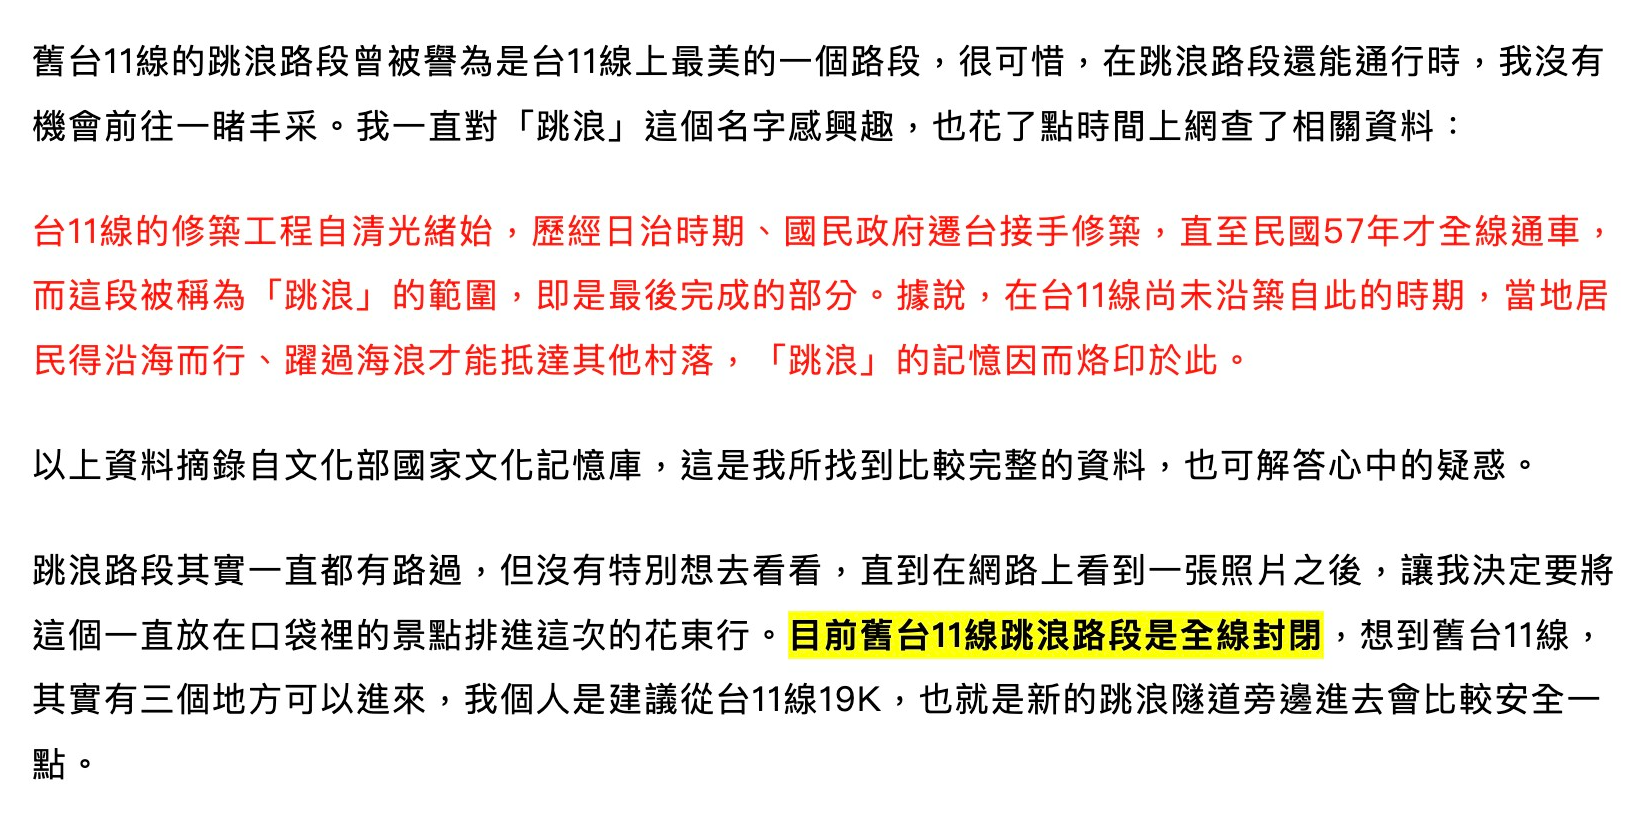 舊台11線的跳浪路段曾被譽為是台11線上最美的一個路段，很可惜，在跳浪路段還能通行時，我沒有
機會前往一睹丰采。我一直對「跳浪」這個名字感興趣，也花了點時間上網查了相關資料：
台11線的修築工程自清光緒始，歷經日治時期、國民政府遷台接手修築，直至民國57年才全線通車，
而這段被稱為「跳浪」的範圍，即是最後完成的部分。據說，在台11線尚未沿築自此的時期，當地居
民得沿海而行、躍過海浪才能抵達其他村落，「跳浪」的記憶因而烙印於此。
以上資料摘錄自文化部國家文化記憶庫，這是我所找到比較完整的資料，也可解答心中的疑惑。
跳浪路段其實一直都有路過，但沒有特別想去看看，直到在網路上看到一張照片之後，讓我決定要將
這個一直放在口袋裡的景點排進這次的花東行。目前舊台11線跳浪路段是全線封閉，想到舊台11線，
其實有三個地方可以進來，我個人是建議從台11線19K，也就是新的跳浪隧道旁邊進去會比較安全一
點。